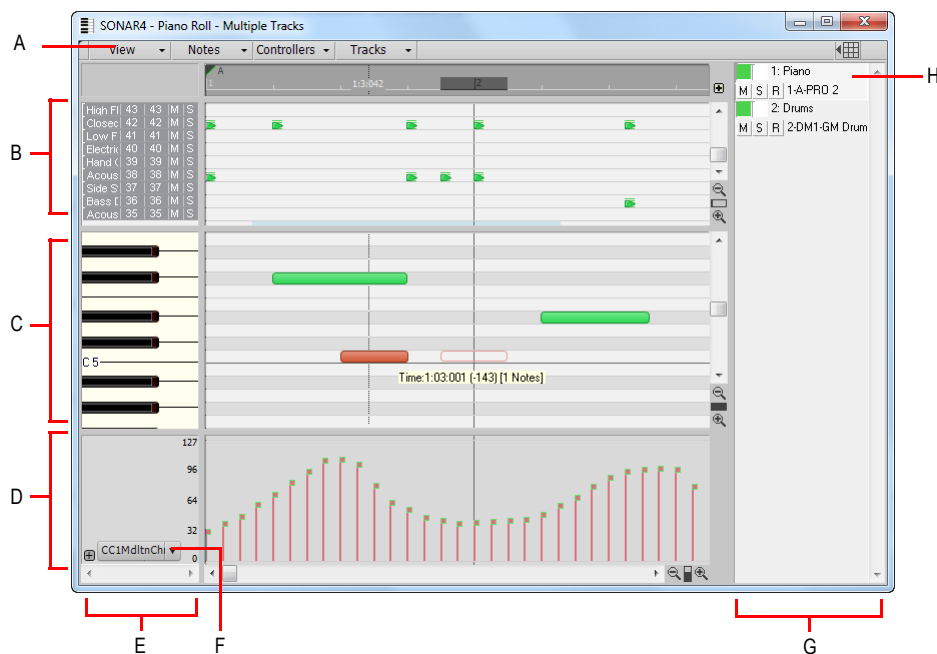 SONAR4 - Piano Roll - Multiple Tracks
A
View Notes Controllers Tracks
H
A
1 1:3:042 2
1: Piano
M S R 1-A-PRO 2
2: Drums
M S R 2-DM1-GM Drum
B
High Fl 43 43 M S
Closec 42 42 M S
Low F 41 41 M S
Electric 40 40 M S
Hand C 39 39 M S
Acous 38 38 M S
Side S 37 37 M S
Bass D 36 36 M S
Acous 35 35 M S
C
C 5
Time:1:03:001 (-143) [1 Notes]
D
127
96
64
32
0
CC1MdltnChr
E
F
G